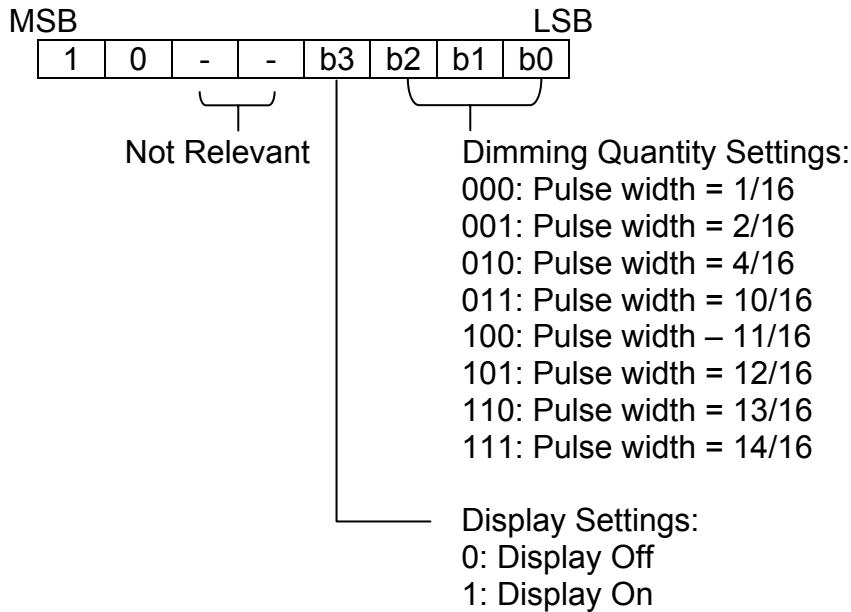 MSB LSB
1 0 - - b3 b2 b1 b0
Not Relevant
Dimming Quantity Settings:
000: Pulse width = 1/16
001: Pulse width = 2/16
010: Pulse width = 4/16
011: Pulse width = 10/16
100: Pulse width – 11/16
101: Pulse width = 12/16
110: Pulse width = 13/16
111: Pulse width = 14/16
Display Settings:
0: Display Off
1: Display On